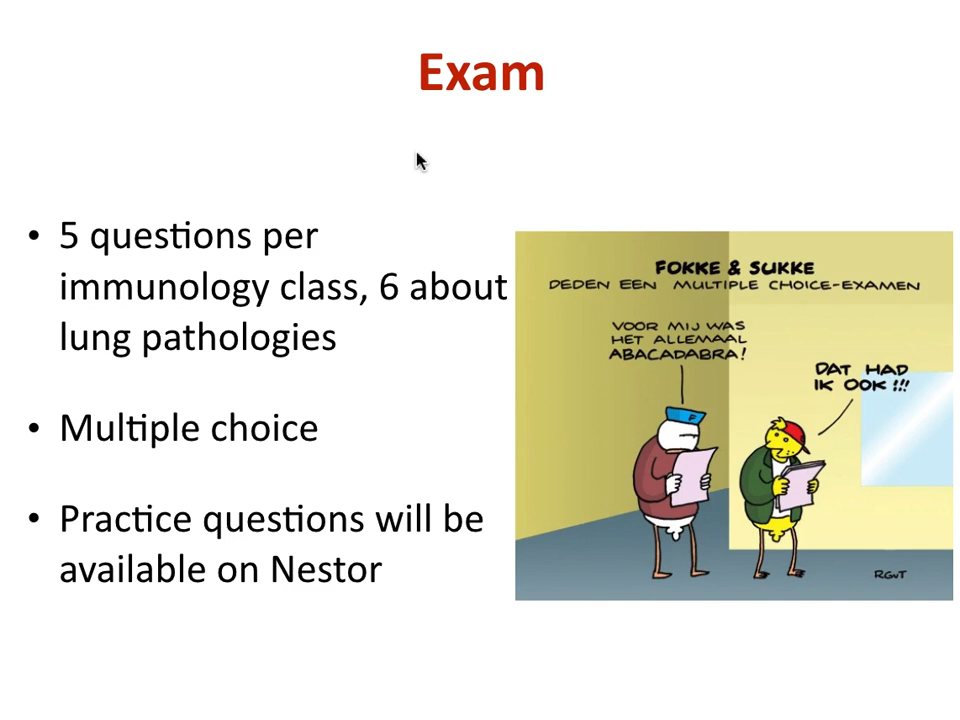 Exam
• 5 questions per
immunology class, 6 about
lung pathologies
• Multiple choice
• Practice questions will be
available on Nestor
FOKKE & SUKKE
DEDEN EEN MULTIPLE CHOICE-EXAMEN
VOOR MIJ WAS
HET ALLEMAAL
ABACADABRA!
DAT HAD
IK OOK!!!
F
RGvT